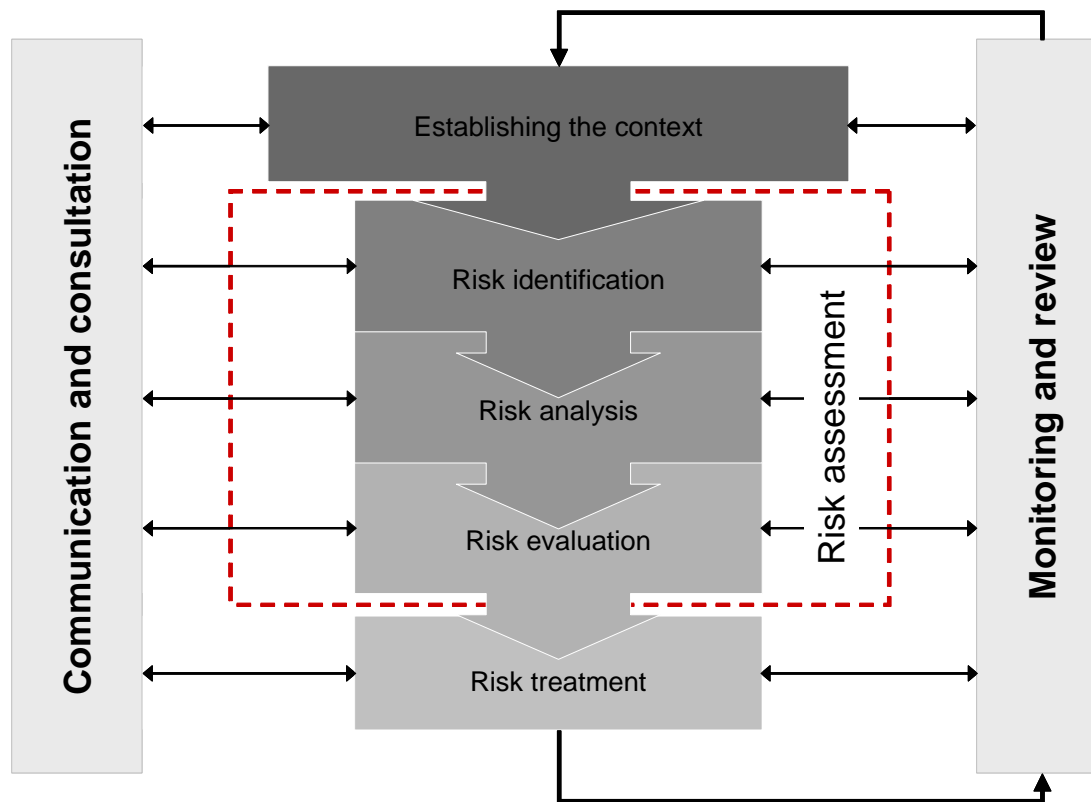 Communication and consultation
Establishing the context
Risk identification
Risk analysis
Risk evaluation
Risk treatment
Risk assessment
Monitoring and review